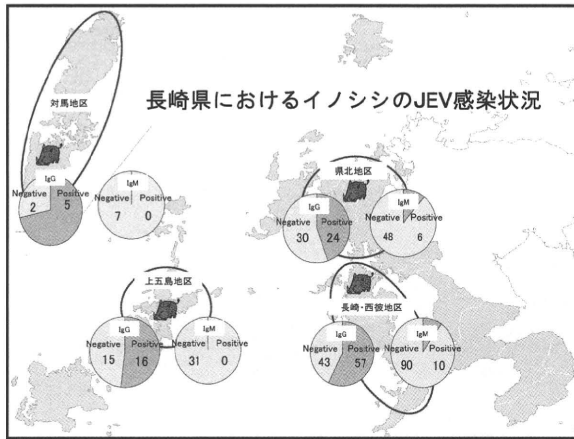 長崎県におけるイノシシのJEV感染状況
対馬地区
IgG
Negative Positive
2 5
IgM
Negative Positive
7 0
県北地区
IgG
Negative Positive
30 24
IgM
Negative Positive
48 6
上五島地区
IgG
Negative Positive
15 16
IgM
Negative Positive
31 0
長崎・西彼地区
IgG
Negative Positive
43 57
IgM
Negative Positive
90 10